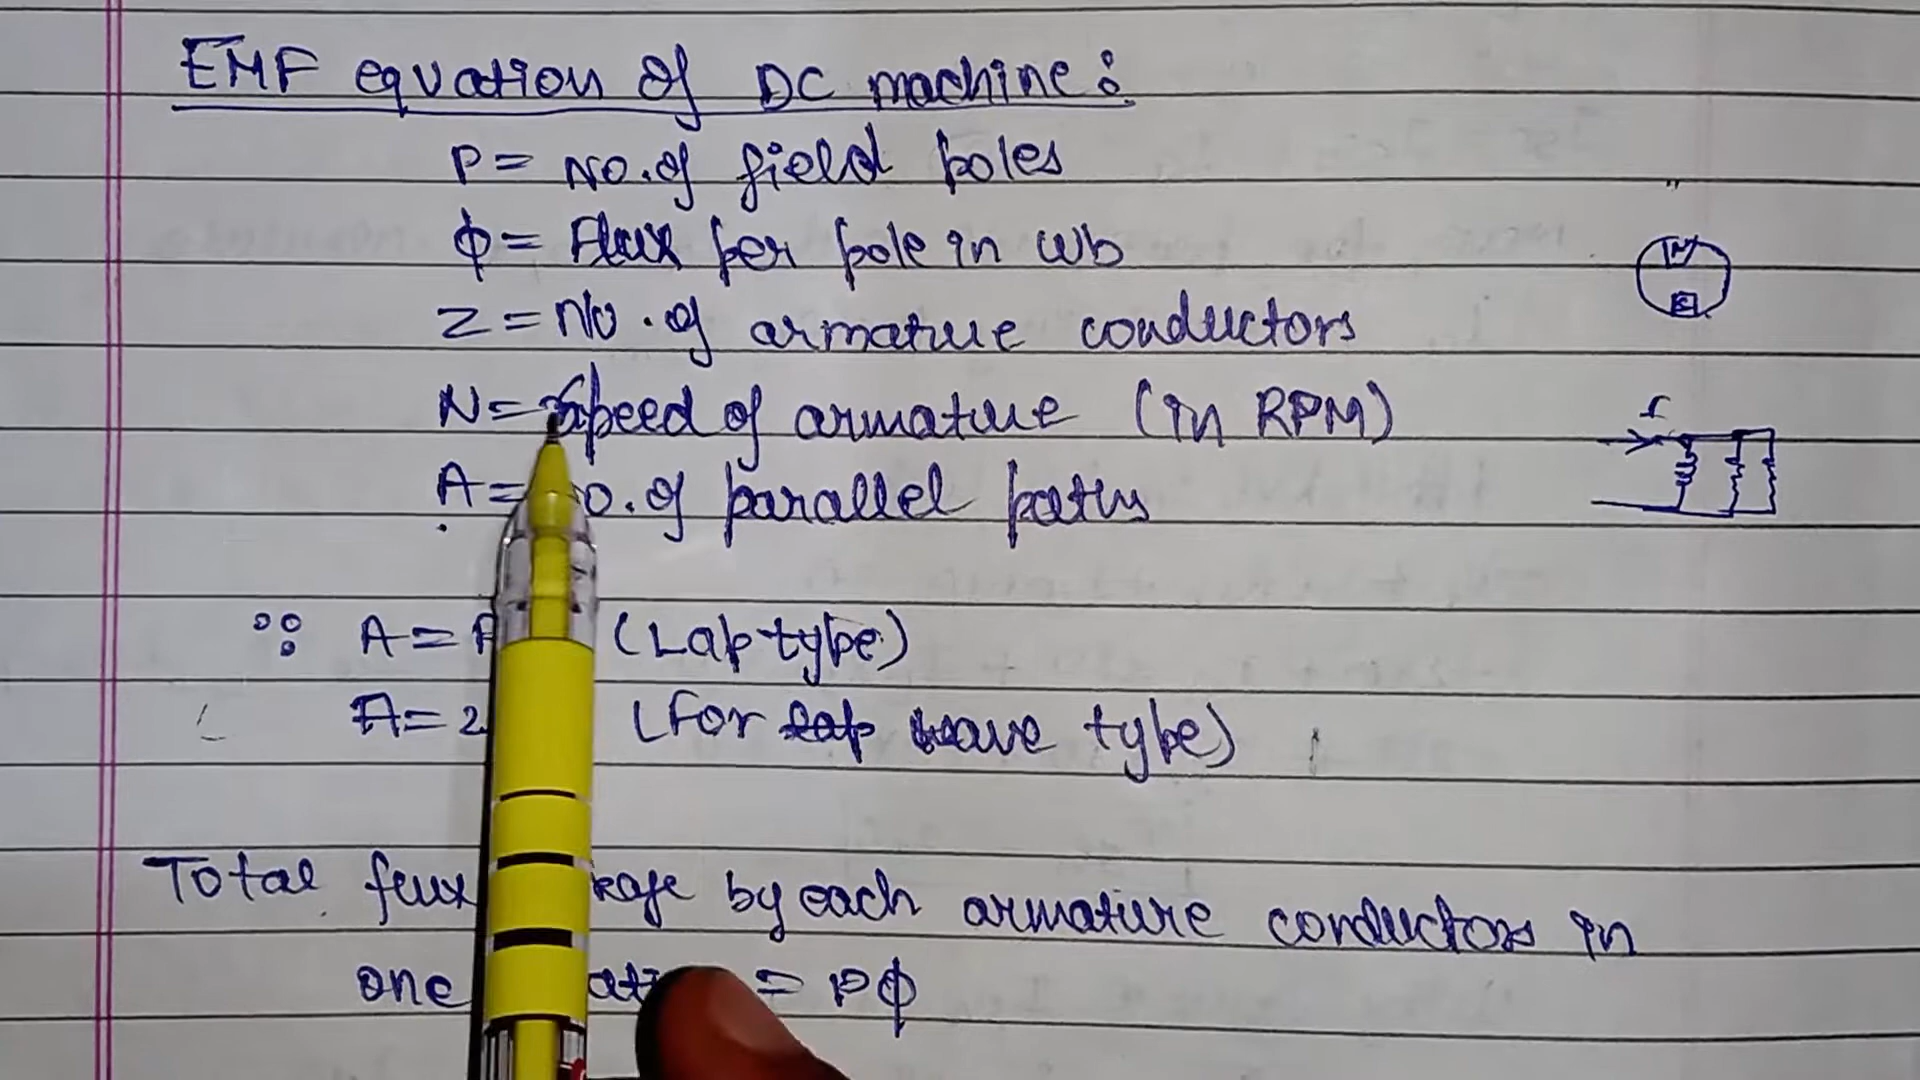 EMF equation of DC machine:
P = No. of field poles
ϕ = Flux per pole in wb
Z = No. of armature conductors
N = Speed of armature (in RPM)
A = no. of parallel paths
∵ A = P (Lap type)
A = 2 (For wave type)
Total flux by each armature conductors in
one = Pϕ
N
S
I